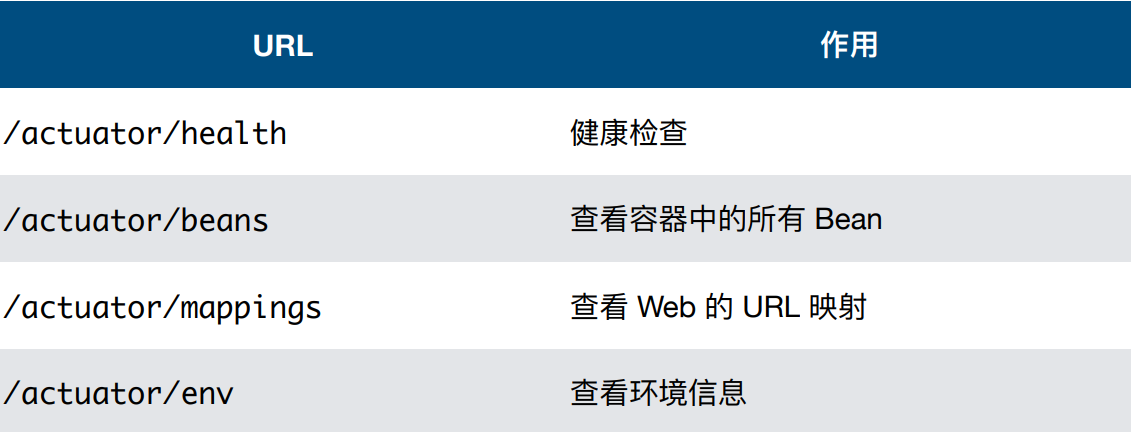 URL 作用
/actuator/health 健康检查
/actuator/beans 查看容器中的所有 Bean
/actuator/mappings 查看 Web 的 URL 映射
/actuator/env 查看环境信息